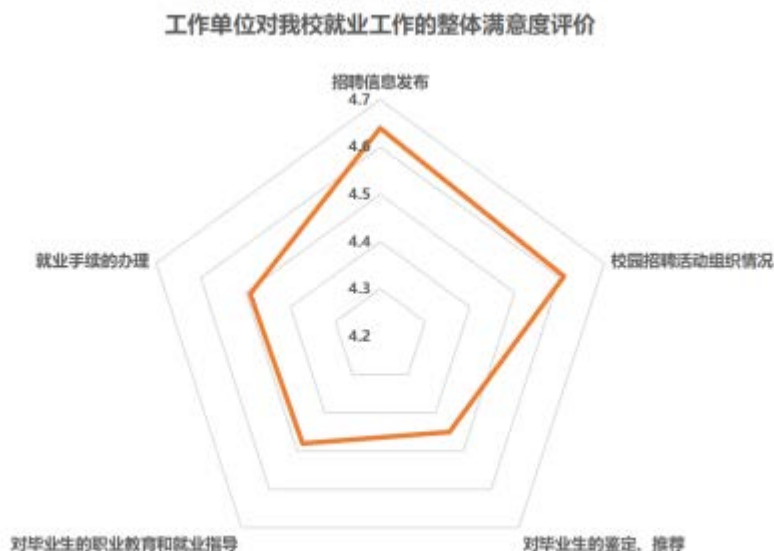 工作单位对我校就业工作的整体满意度评价
招聘信息发布
4.7
4.6
4.5
4.4
4.3
4.2
就业手续的办理
校园招聘活动组织情况
对毕业生的职业教育和就业指导
对毕业生的鉴定、推荐